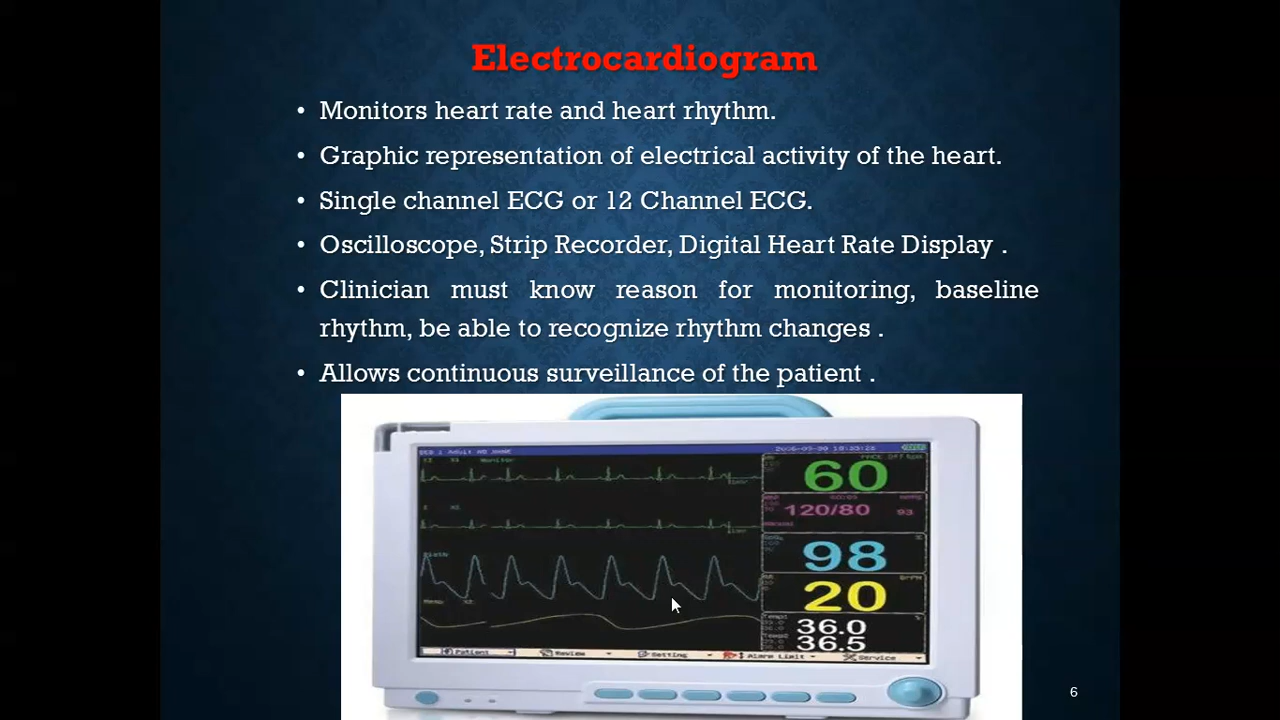 Electrocardiogram
• Monitors heart rate and heart rhythm.
• Graphic representation of electrical activity of the heart.
• Single channel ECG or 12 Channel ECG.
• Oscilloscope, Strip Recorder, Digital Heart Rate Display .
• Clinician must know reason for monitoring, baseline
rhythm, be able to recognize rhythm changes .
• Allows continuous surveillance of the patient .
60
120/80 93
98
20
36.0
36.5
Patient Review Setting Alarm Limit Service
6